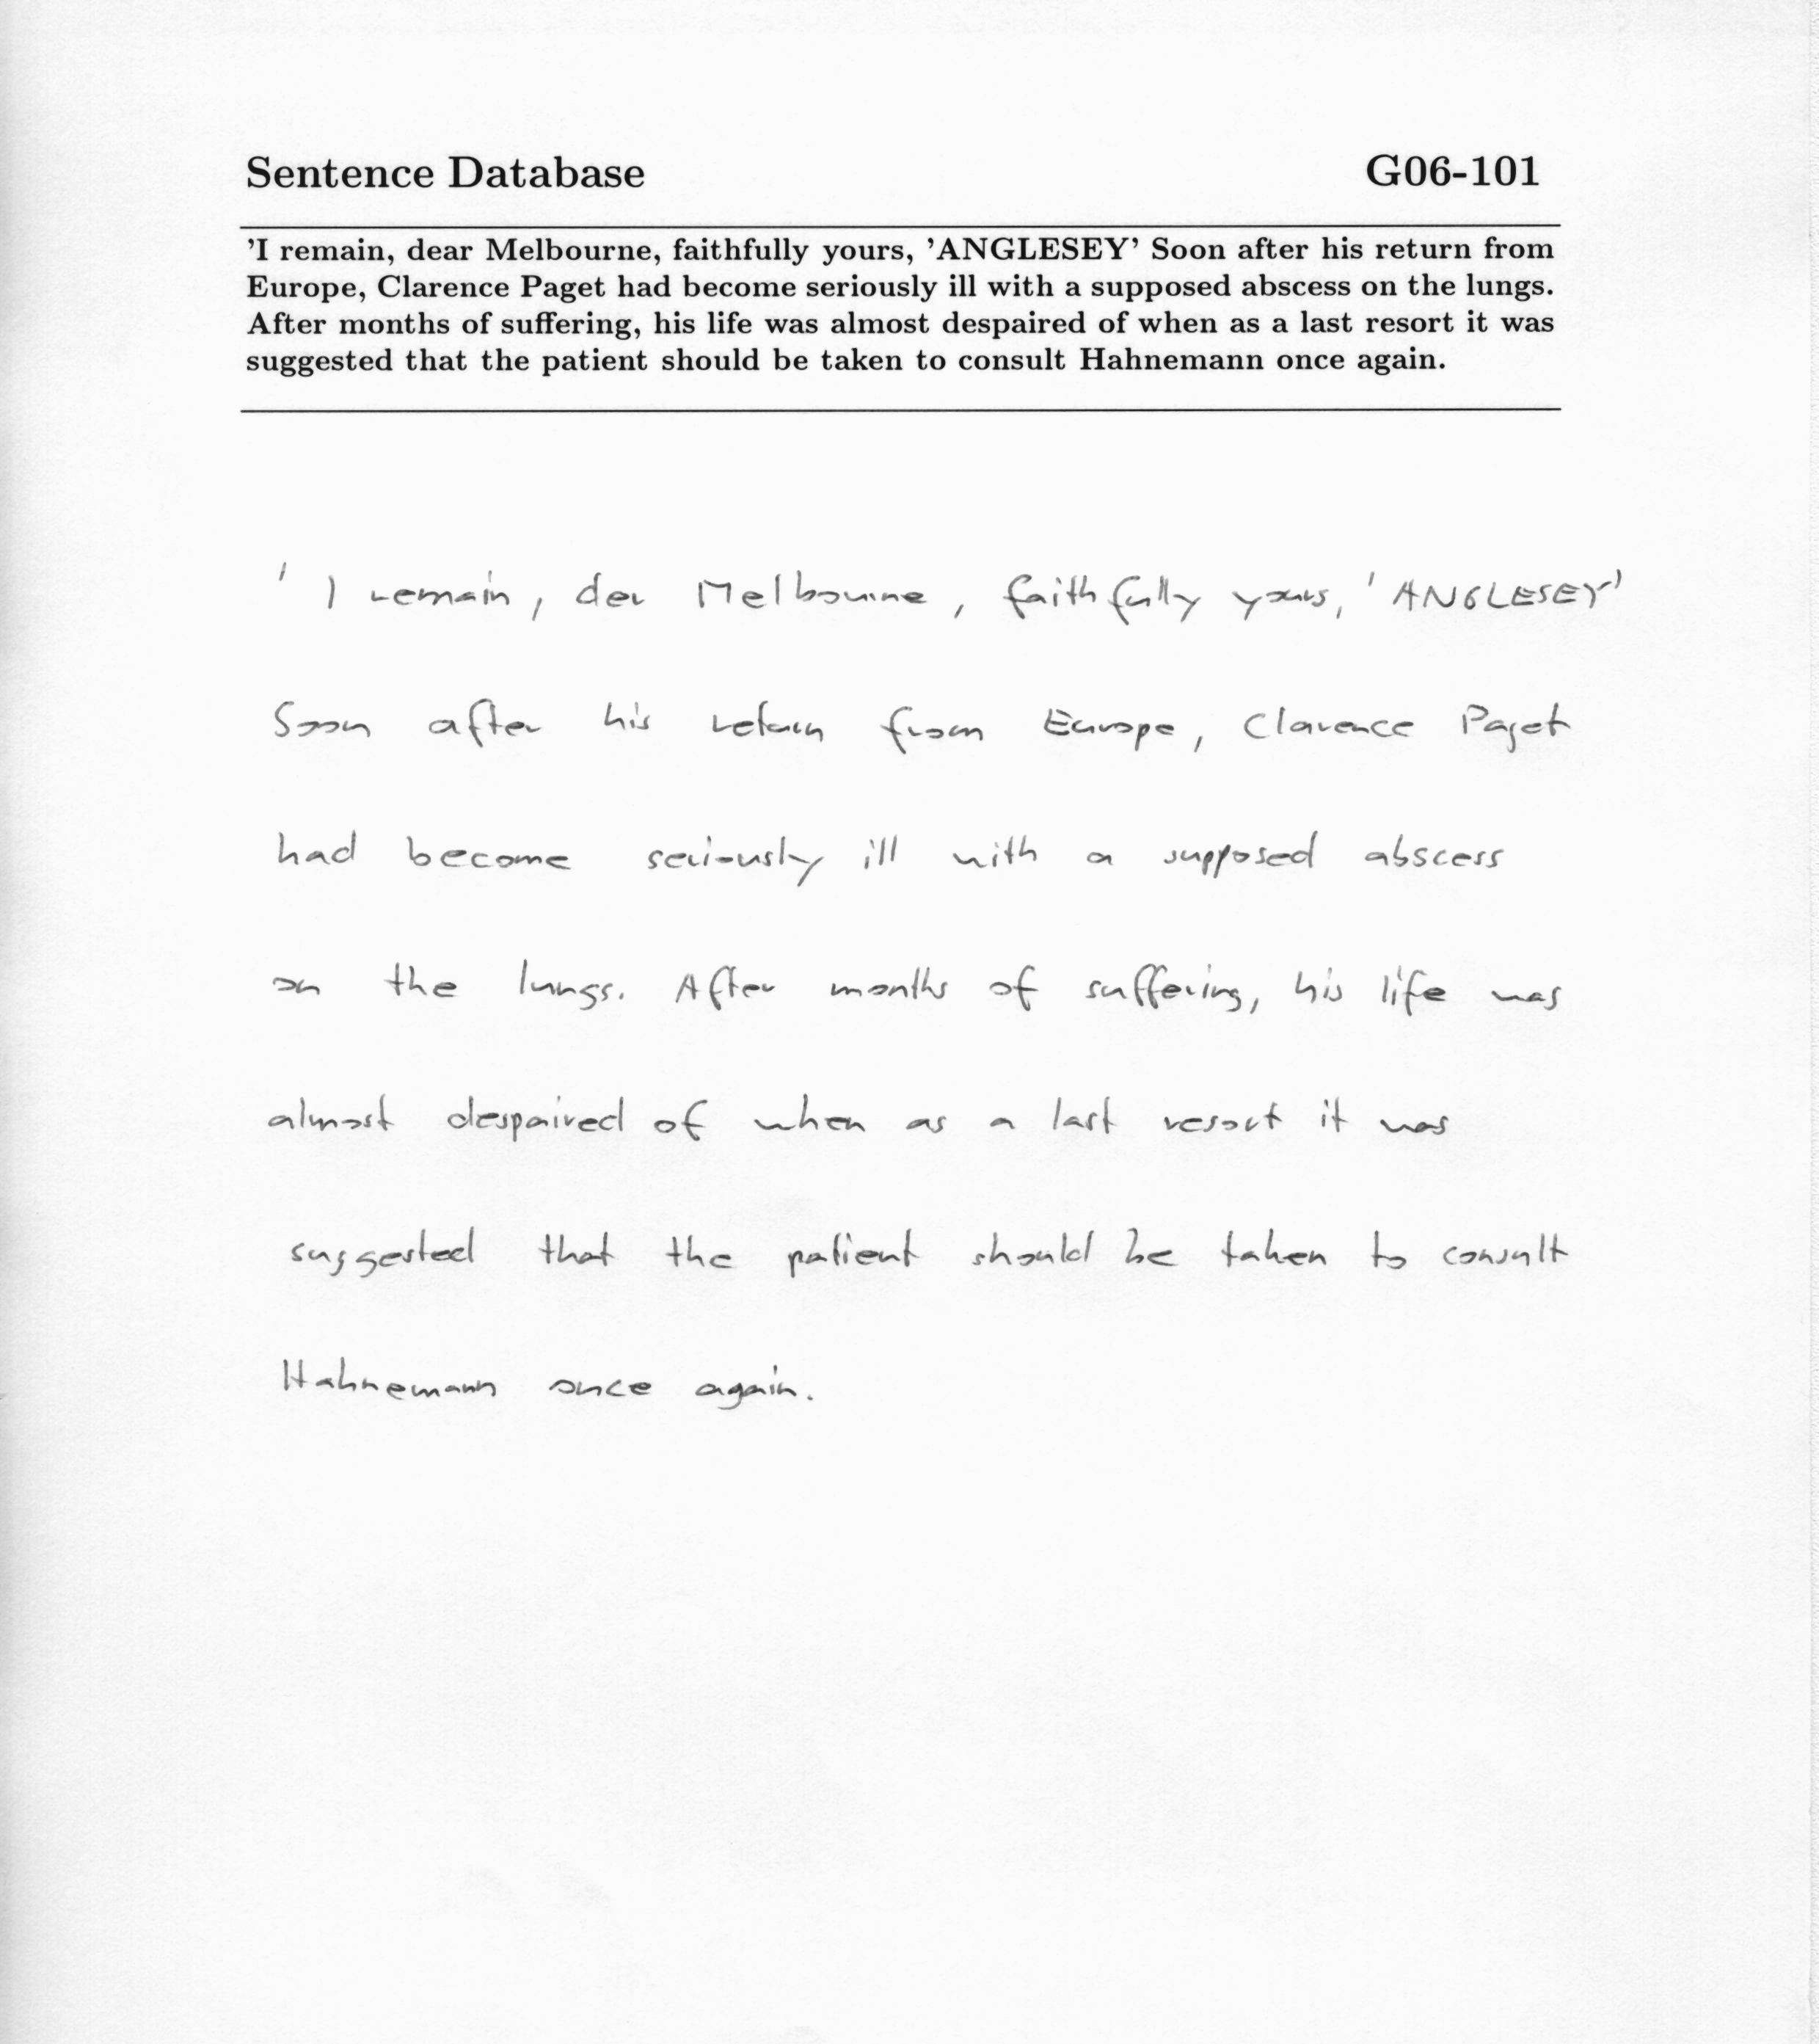 Sentence Database G06-101
'I remain, dear Melbourne, faithfully yours, 'ANGLESEY' Soon after his return from
Europe, Clarence Paget had become seriously ill with a supposed abscess on the lungs.
After months of suffering, his life was almost despaired of when as a last resort it was
suggested that the patient should be taken to consult Hahnemann once again.
' I remain, der Melbourne, faithfully yours, 'ANGLESEY'
Soon after his return from Europe, Clarence Paget
had become seriously ill with a supposed abscess
on the lungs. After months of suffering, his life was
almost despaired of when as a last resort it was
suggested that the patient should be taken to consult
Hahnemann once again.